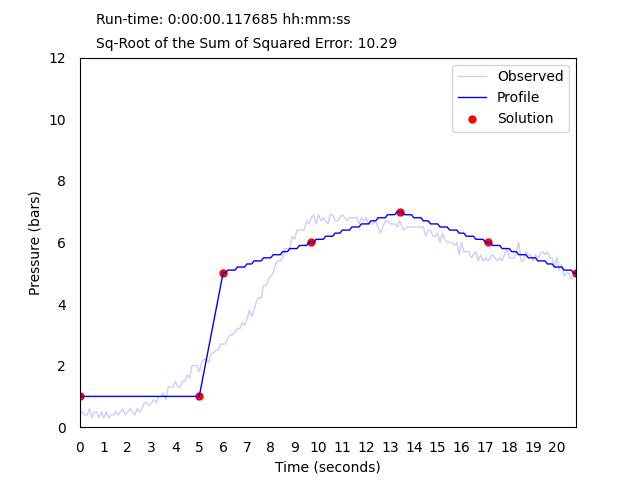 Run-time: 0:00:00.117685 hh:mm:ss
Sq-Root of the Sum of Squared Error: 10.29
12
10
8
6
4
2
0
Pressure (bars)
Observed
Profile
Solution
0 1 2 3 4 5 6 7 8 9 10 11 12 13 14 15 16 17 18 19 20
Time (seconds)